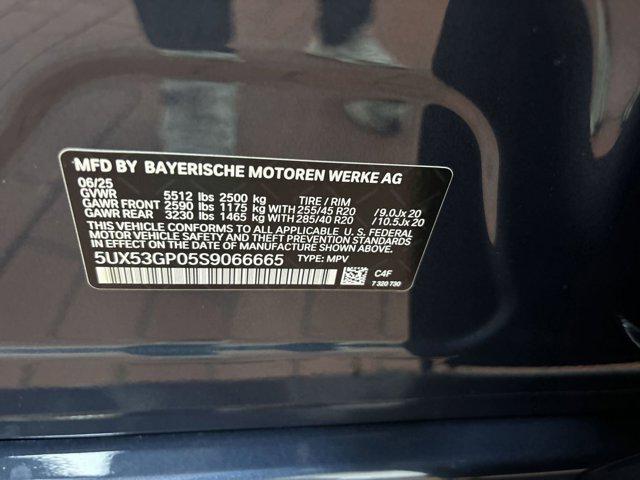 MFD BY BAYERISCHE MOTOREN WERKE AG
06/25
GVWR 5512 lbs 2500 kg TIRE / RIM
GAWR FRONT 2590 lbs 1175 kg WITH 255/45 R20 /9.0Jx 20
GAWR REAR 3230 lbs 1465 kg WITH 285/40 R20 /10.5Jx 20
THIS VEHICLE CONFORMS TO ALL APPLICABLE U.S. FEDERAL
MOTOR VEHICLE SAFETY, AND THEFT PREVENTION STANDARDS
IN EFFECT ON THE DATE OF MANUFACTURE SHOWN ABOVE.
5UX53GP05S9066665 TYPE: MPV
C4F
7 320 730